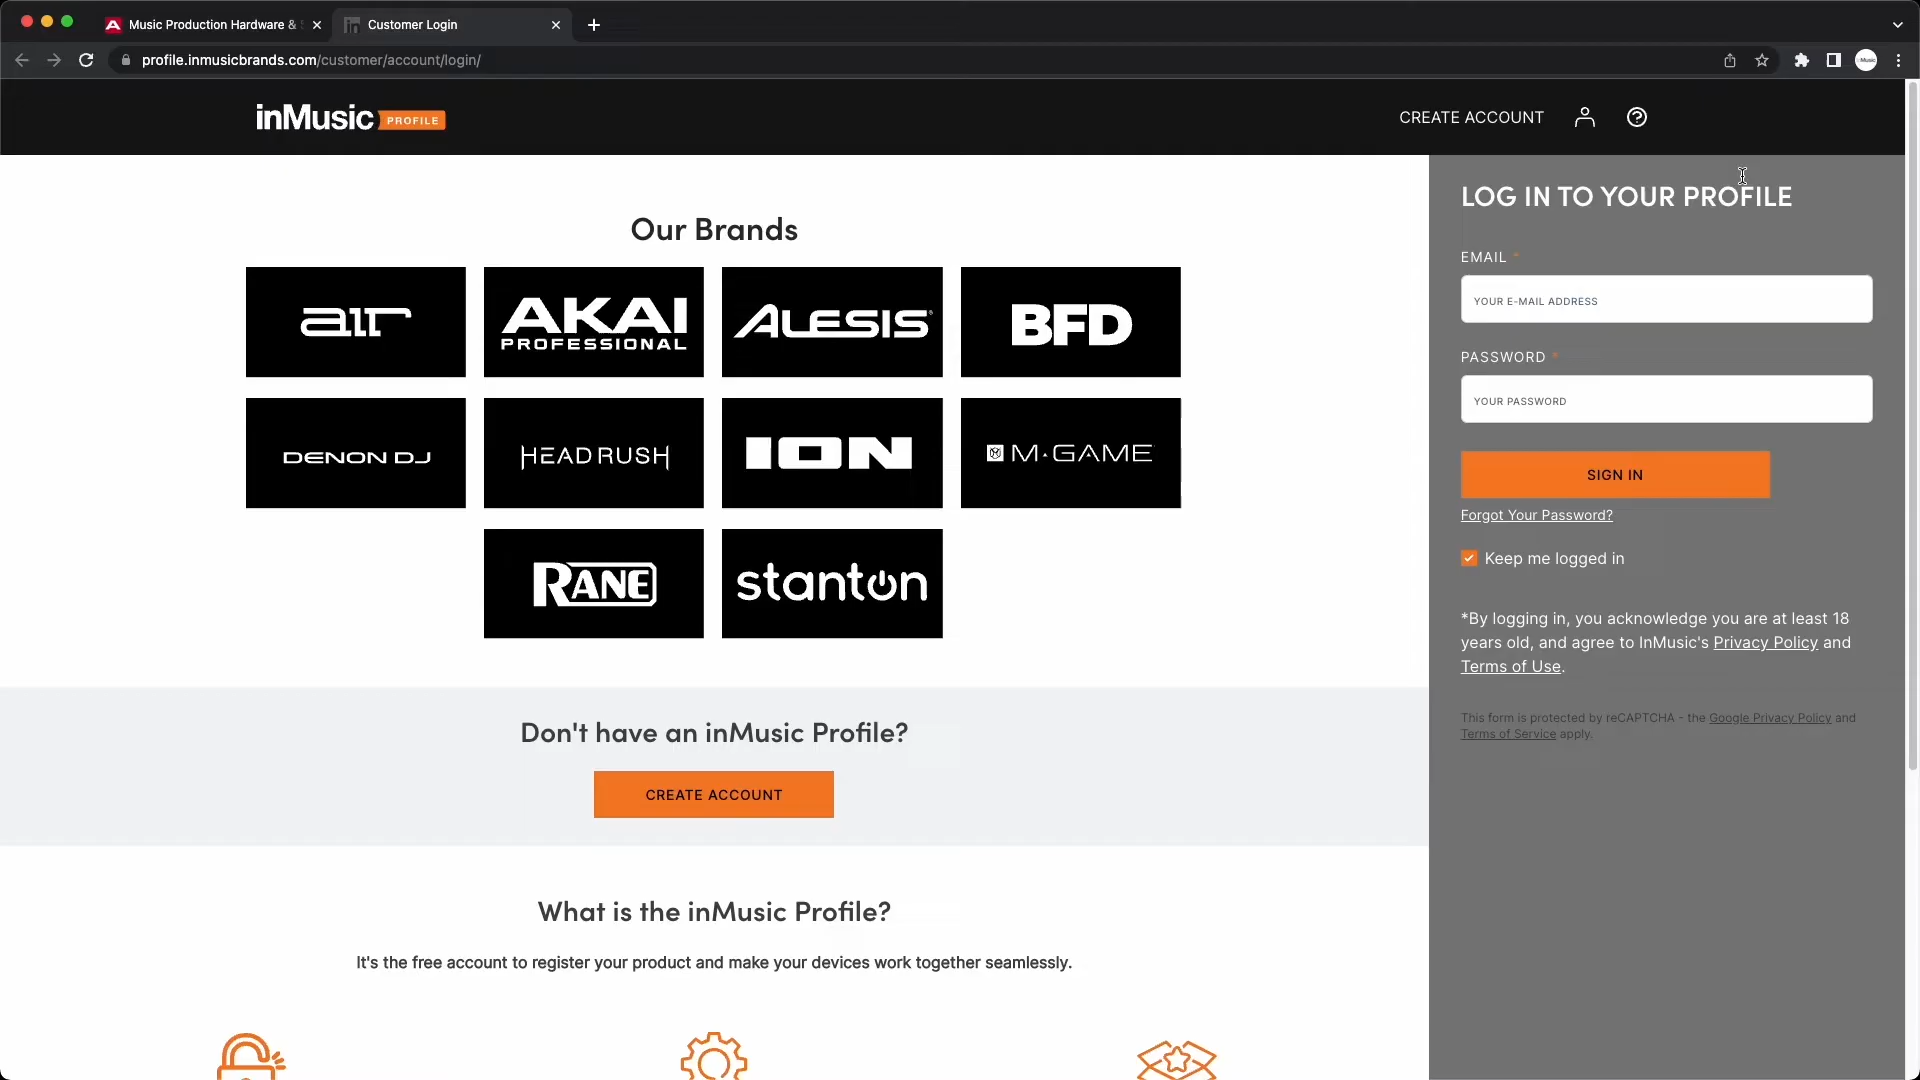 Music Production Hardware &
Customer Login
profile.inmusicbrands.com/customer/account/login/
inMusic PROFILE
CREATE ACCOUNT
Our Brands
AIR
AKAI
PROFESSIONAL
ALESIS
BFD
DENON DJ
HEADRUSH
ION
M-GAME
RANE
stanton
Don't have an inMusic Profile?
CREATE ACCOUNT
What is the inMusic Profile?
It's the free account to register your product and make your devices work together seamlessly.
LOG IN TO YOUR PROFILE
EMAIL *
YOUR E-MAIL ADDRESS
PASSWORD *
YOUR PASSWORD
SIGN IN
Forgot Your Password?
Keep me logged in
*By logging in, you acknowledge you are at least 18
years old, and agree to InMusic's Privacy Policy and
Terms of Use.
This form is protected by reCAPTCHA - the Google Privacy Policy and
Terms of Service apply.